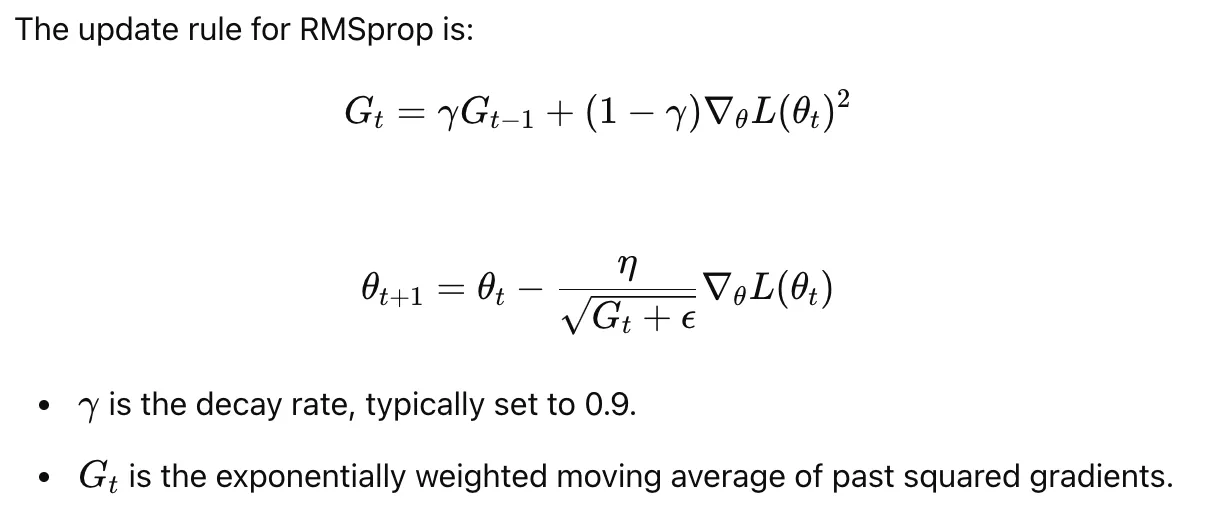 The update rule for RMSprop is:
$$G_t = \gamma G_{t-1} + (1 - \gamma)\nabla_\theta L(\theta_t)^2$$
$$\theta_{t+1} = \theta_t - \frac{\eta}{\sqrt{G_t + \epsilon}} \nabla_\theta L(\theta_t)$$
• $\gamma$ is the decay rate, typically set to 0.9.
• $G_t$ is the exponentially weighted moving average of past squared gradients.